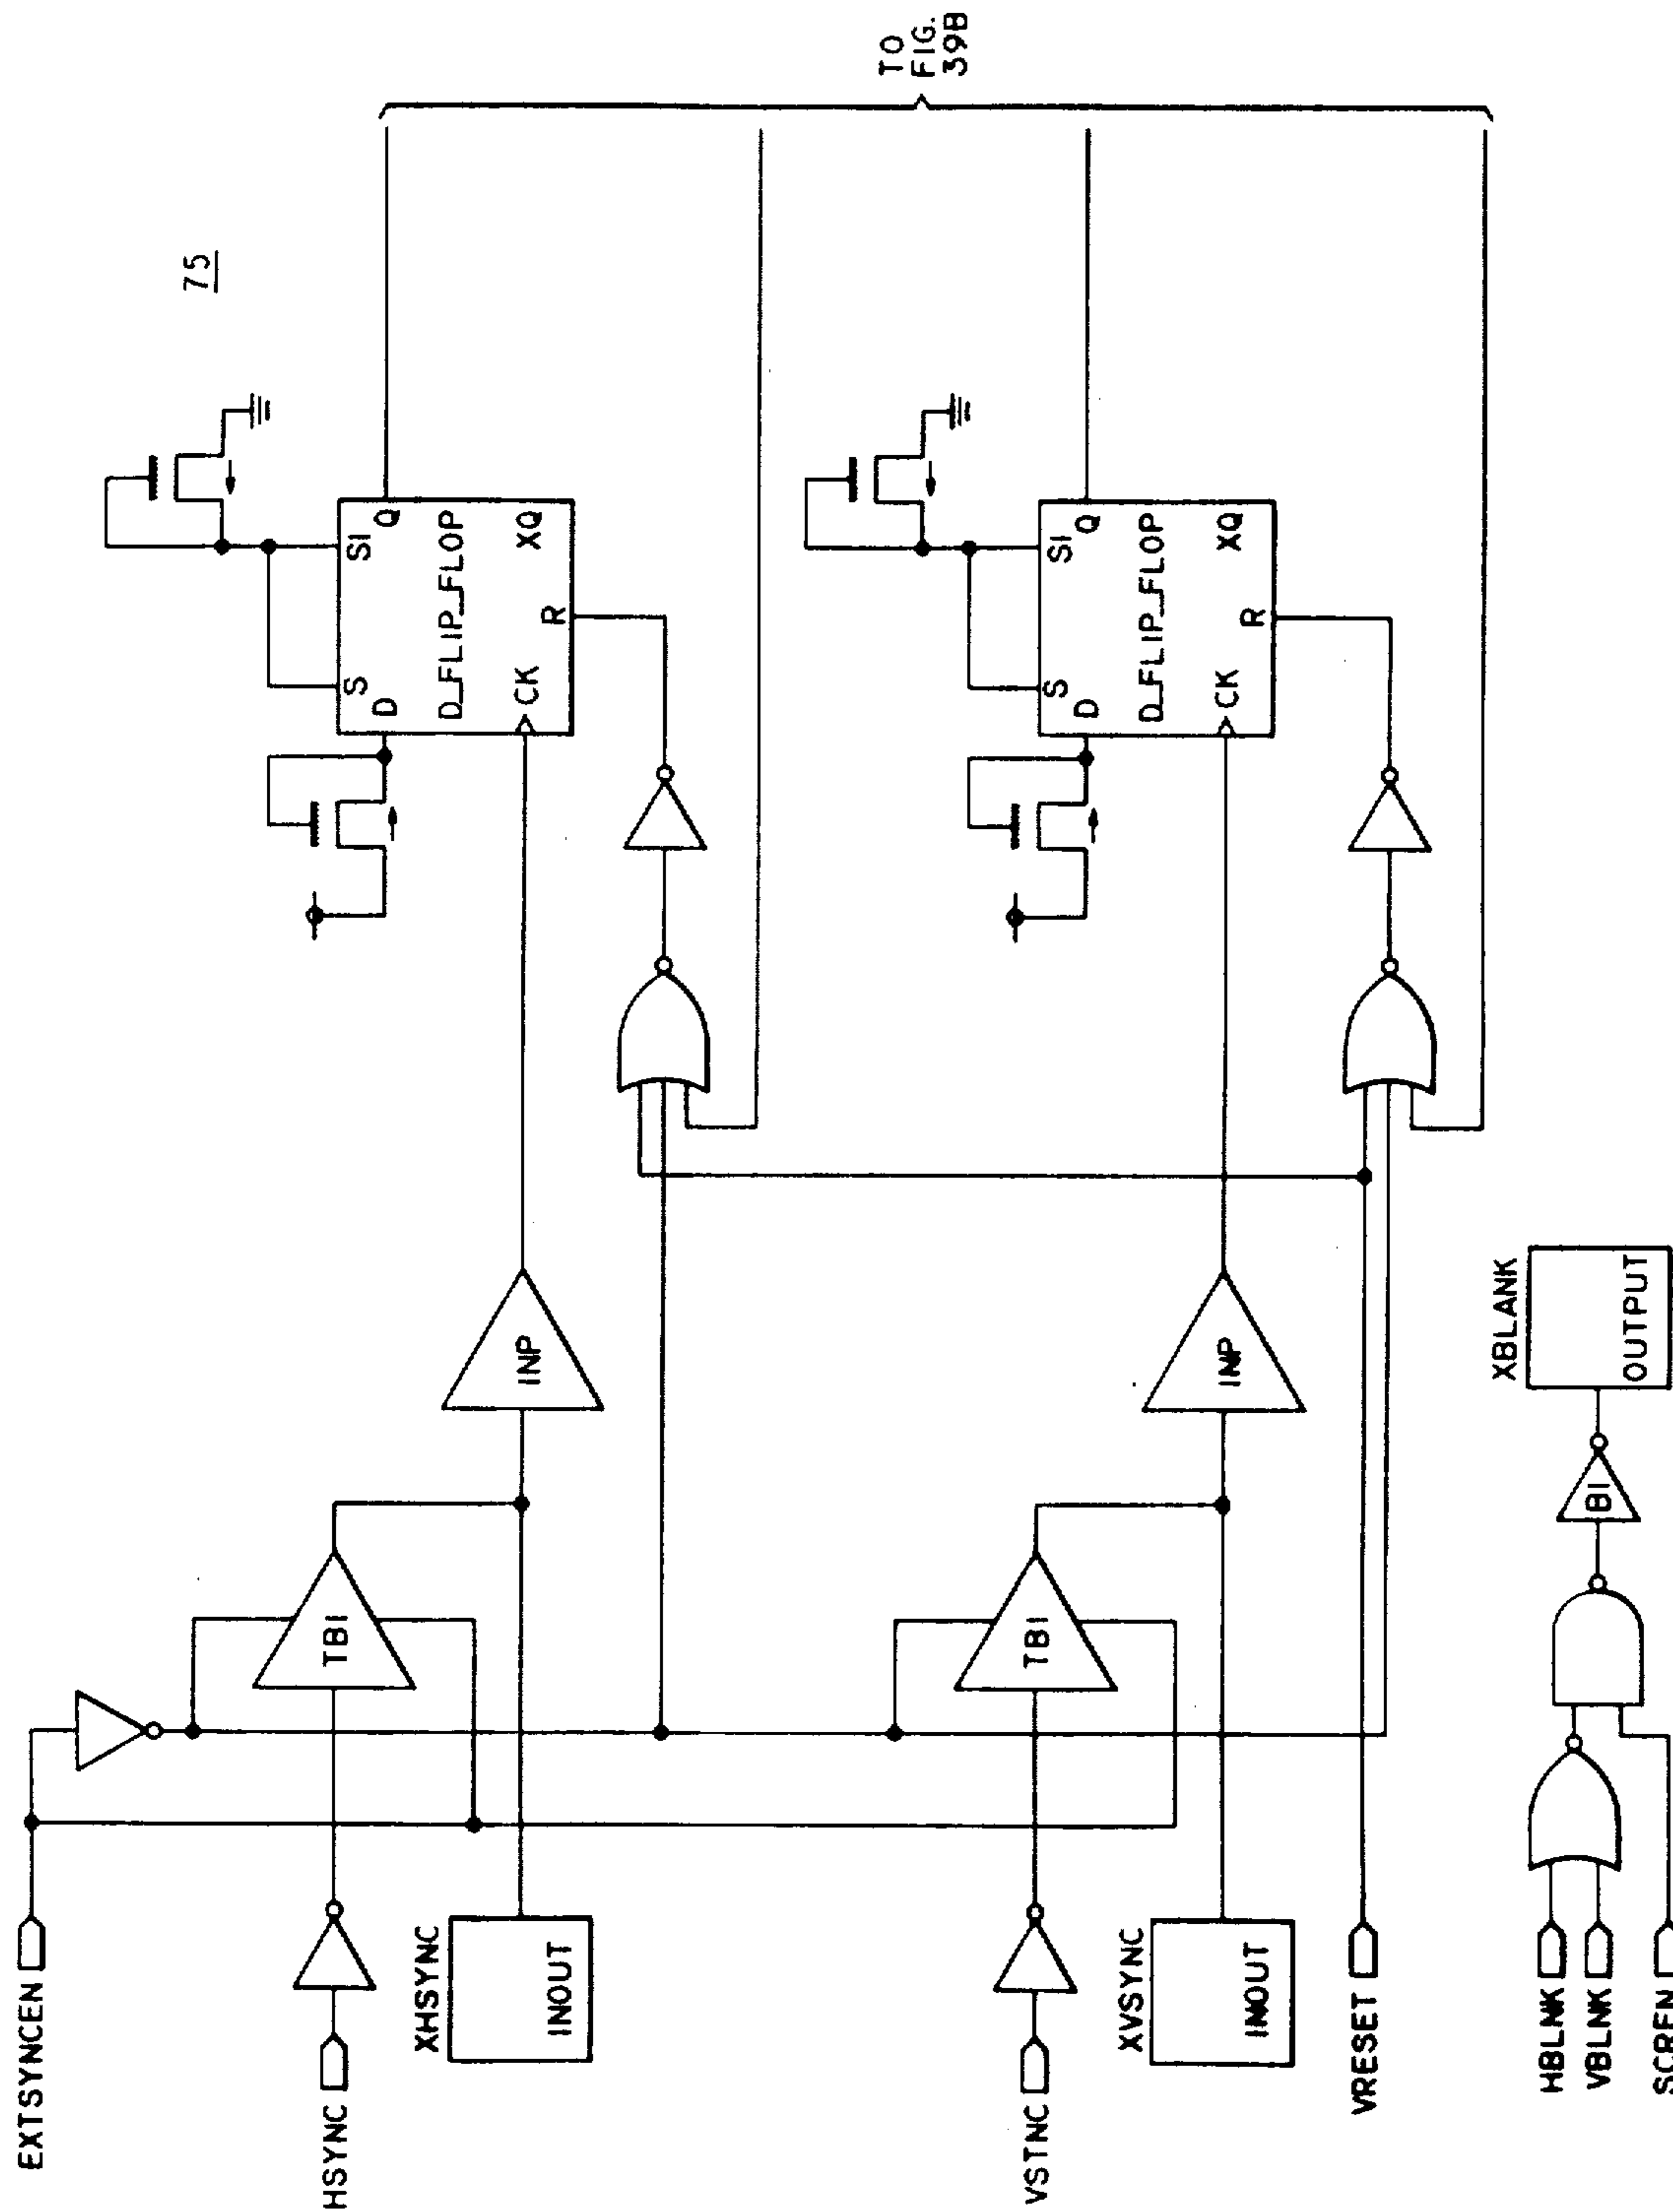 75
TO
FIG.
39B
EXTSYNCEN
TBI
HSYNC
XHSYNC
INOUT
INP
S
SI
D
Q
D_FLIP_FLOP
CK
XQ
R
TBI
VSTNC
XVSYNC
INOUT
INP
S
SI
D
Q
D_FLIP_FLOP
CK
XQ
R
VRESET
HBLNK
VBLNK
SCREN
BI
XBLANK
OUTPUT